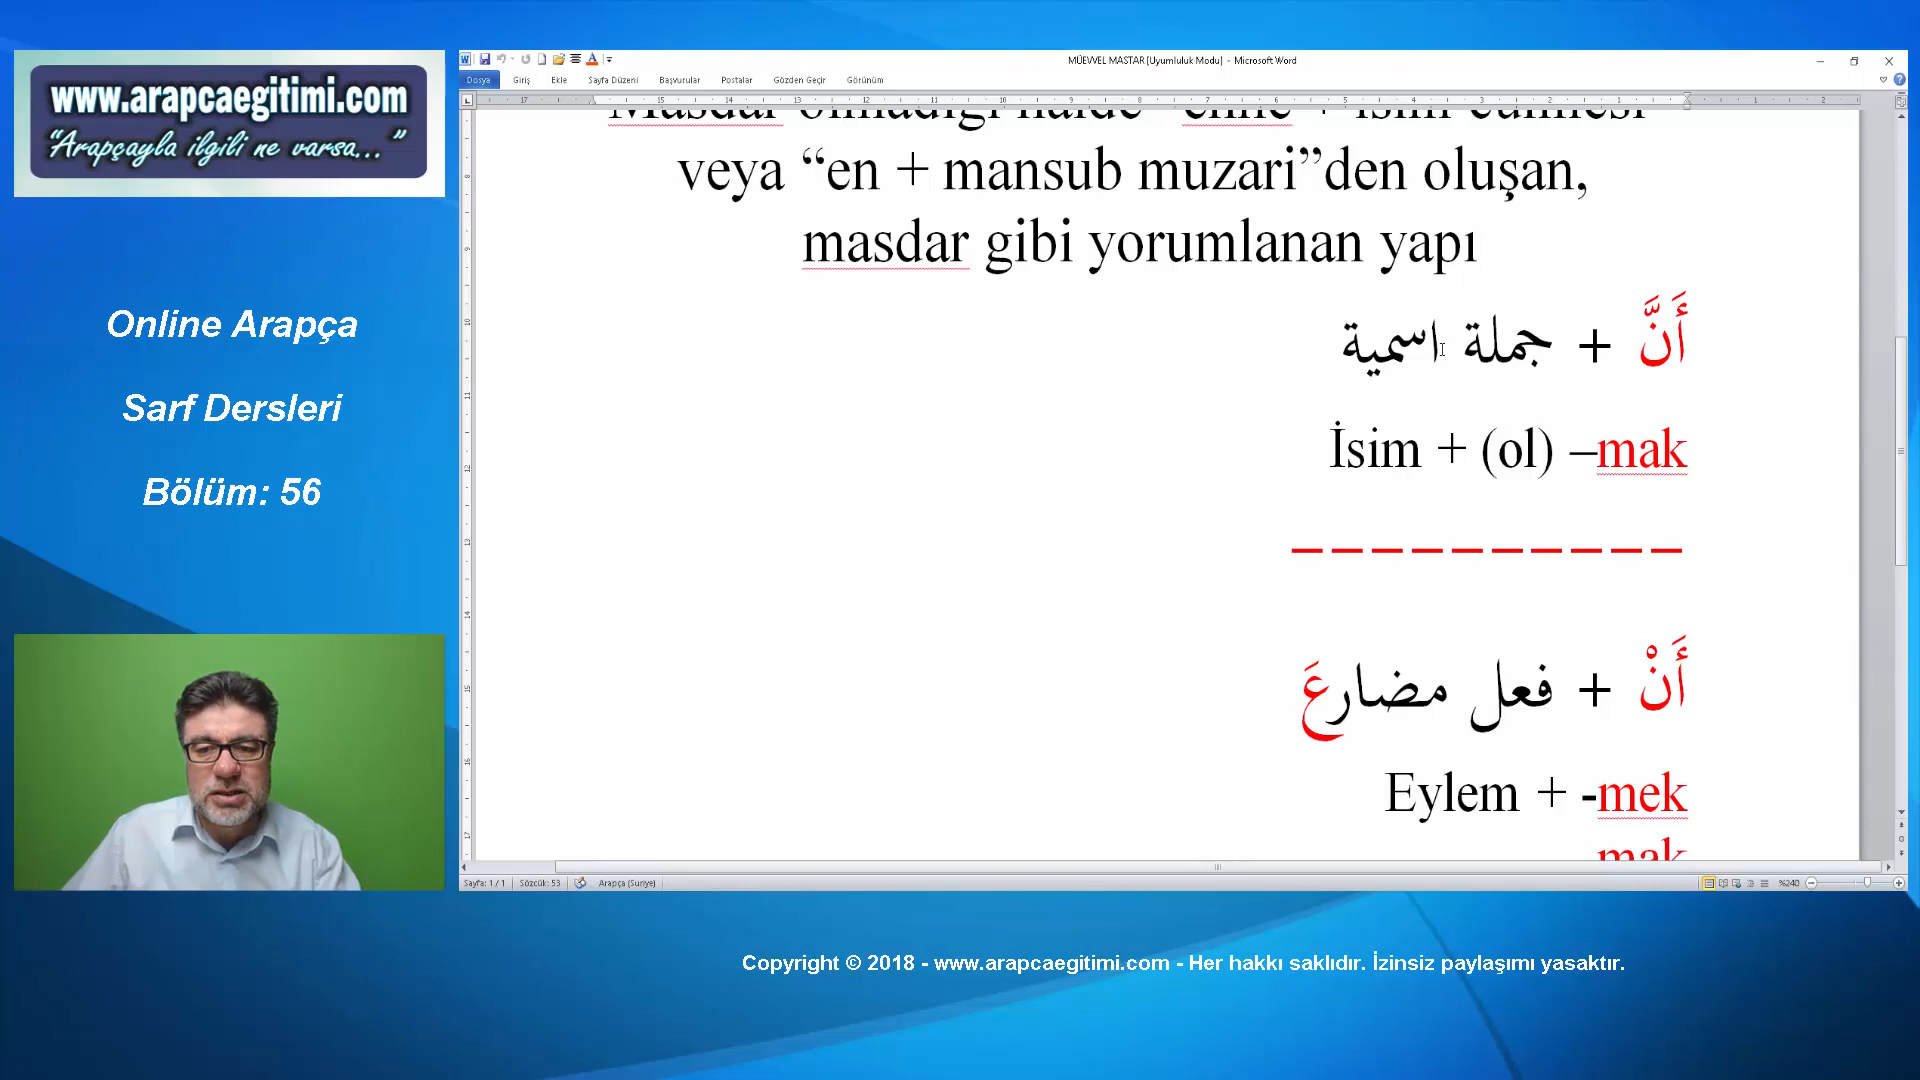 www.arapcaegitimi.com
“Arapçayla ilgili ne varsa...”
Online Arapça
Sarf Dersleri
Bölüm: 56
MÜEVVEL MASTAR [Uyumluluk Modu] - Microsoft Word
Dosya Giriş Ekle Sayfa Düzeni Başvurular Postalar Gözden Geçir Görünüm
veya “en + mansub muzari”den oluşan,
masdar gibi yorumlanan yapı
أَنَّ + جملة اسمية
İsim + (ol) –mak
أَنْ + فعل مضارعَ
Eylem + -mek
mak
Sayfa: 1 / 1 Sözcük: 53 Arapça (Suriye) %240
Copyright © 2018 - www.arapcaegitimi.com - Her hakkı saklıdır. İzinsiz paylaşımı yasaktır.